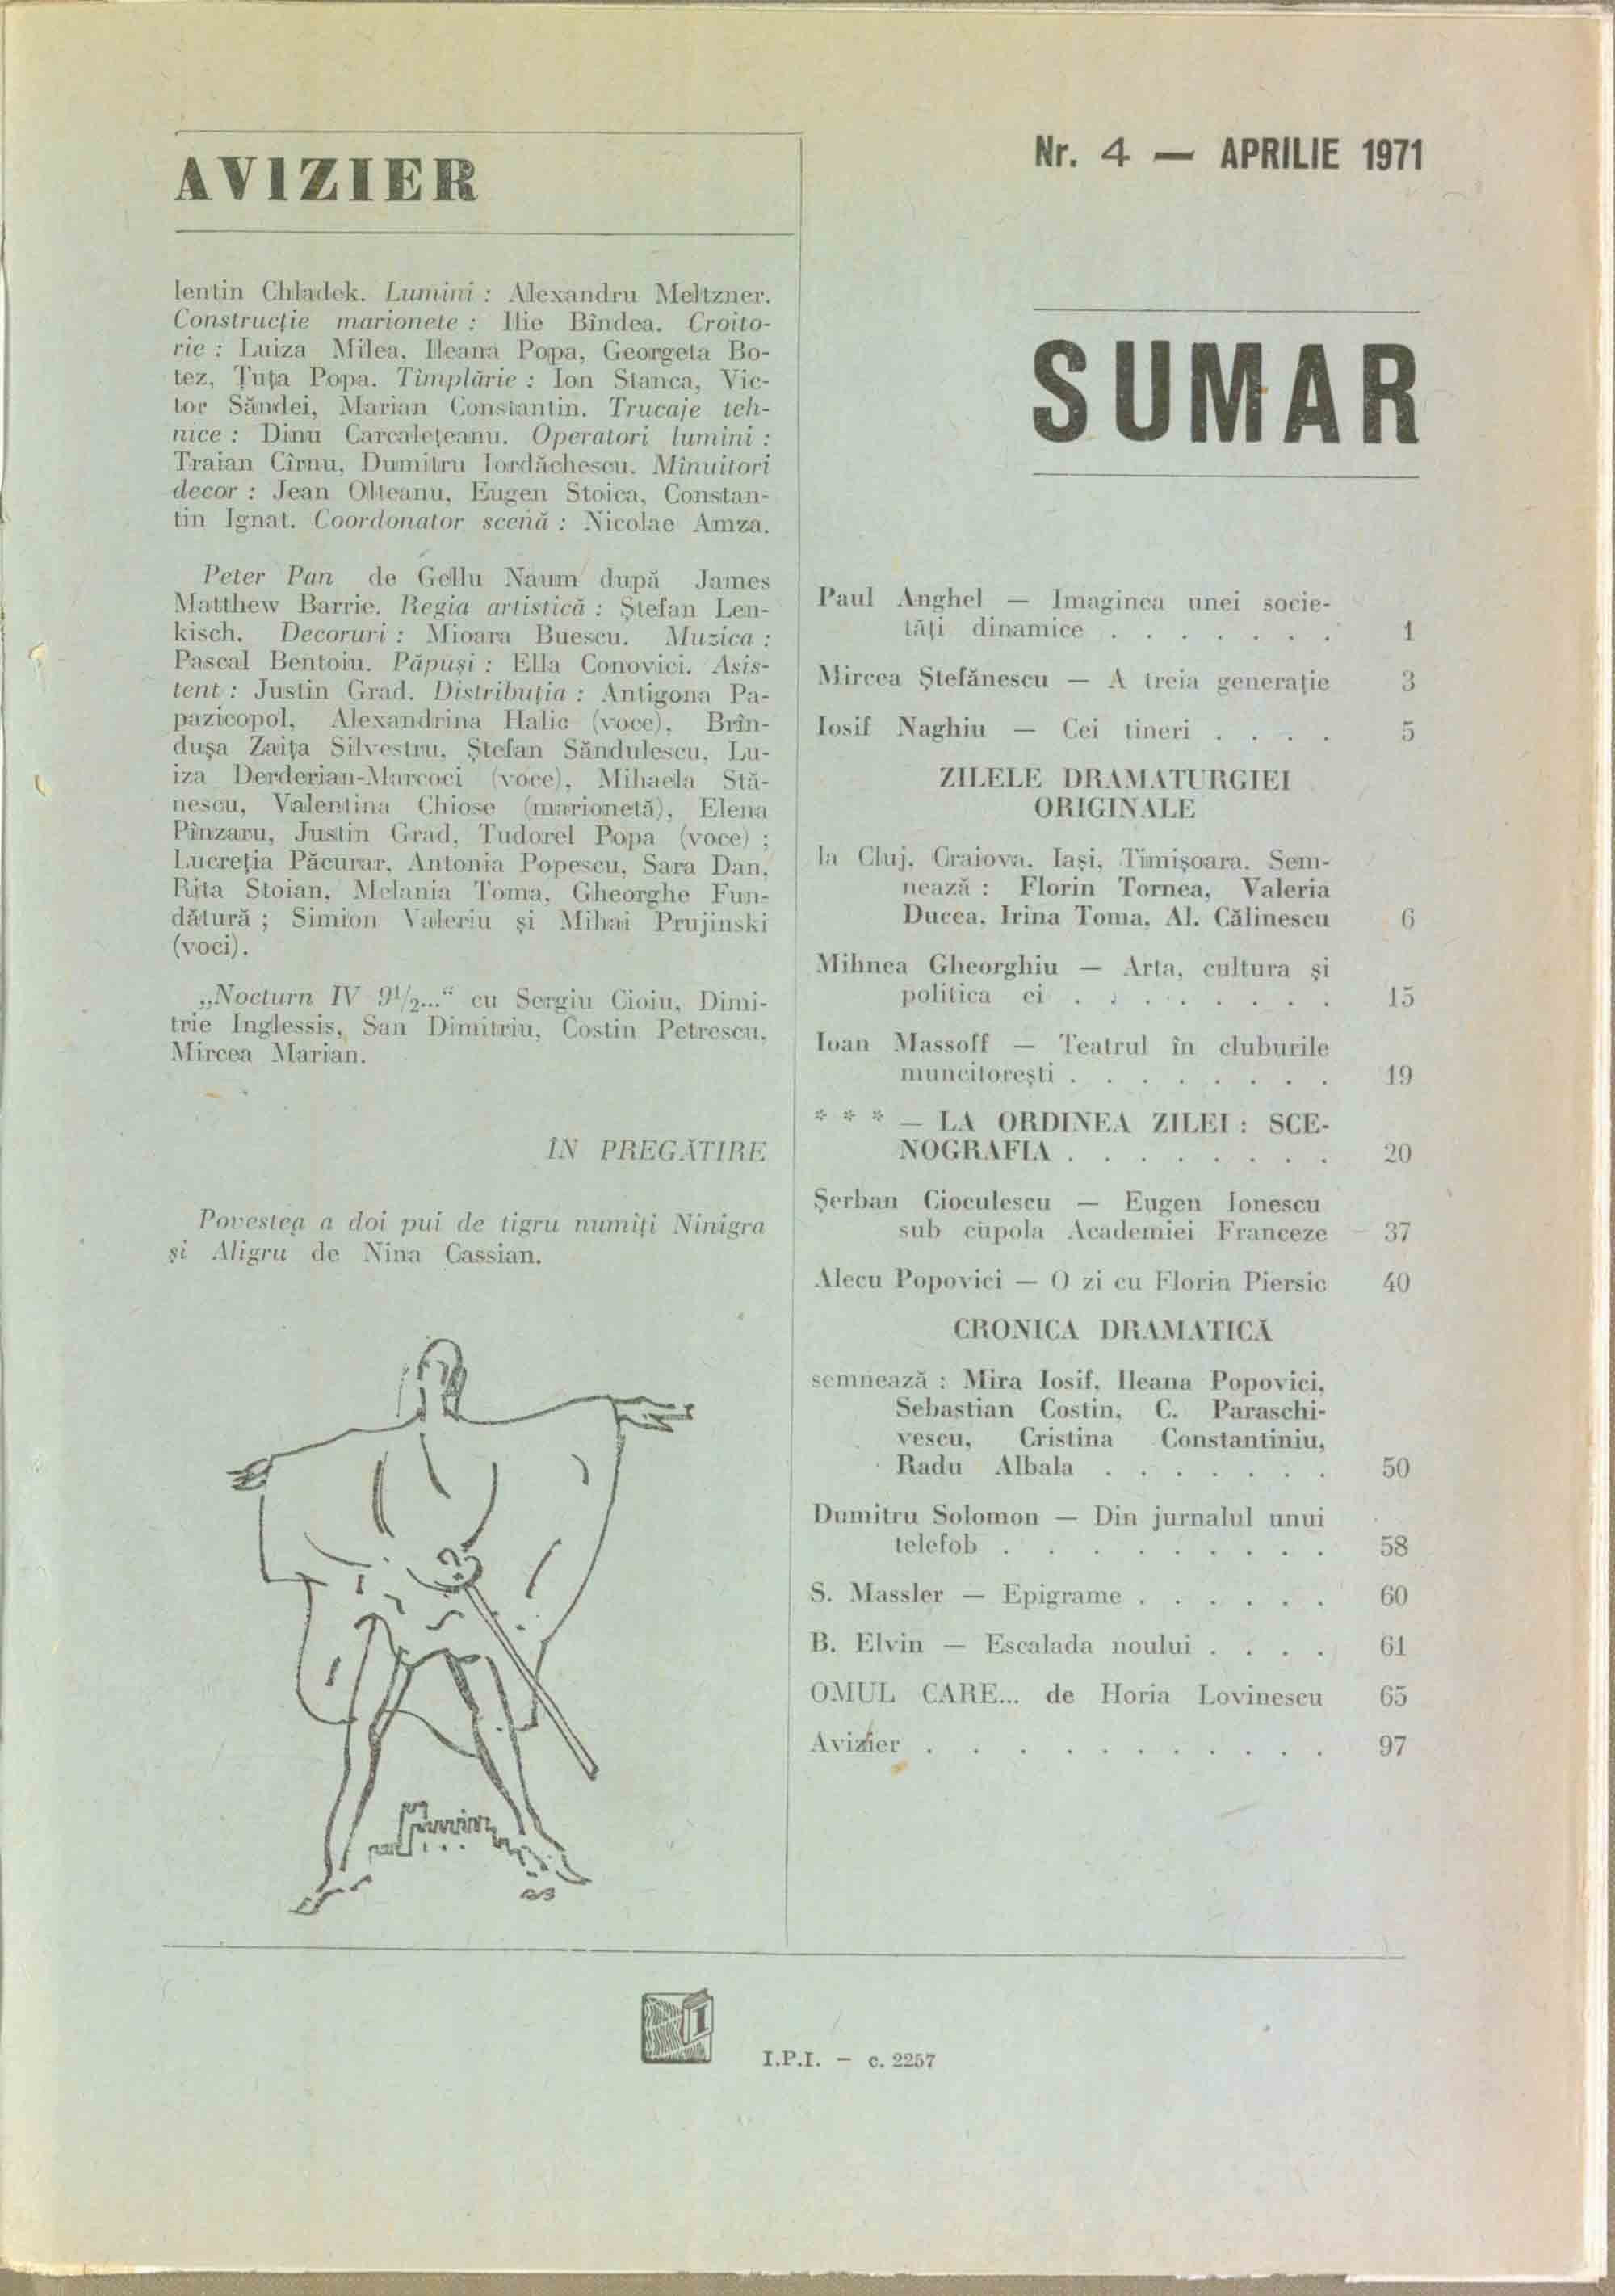 AVIZIER
lentin Chladek. Lumini : Alexandru Meltzner.
Construcție marionete : Ilie Bîndea. Croito-
rie : Luiza Milea, Ileana Popa, Georgeta Bo-
tez, Țuța Popa. Tîmplărie : Ion Stanca, Vic-
tor Săndei, Marian Constantin. Trucaje teh-
nice : Dinu Carcalețeanu. Operatori lumini :
Traian Cîrnu, Dumitru Iordăchescu. Mînuitori
decor : Jean Olteanu, Eugen Stoica, Constan-
tin Ignat. Coordonator scenă : Nicolae Amza.
Peter Pan de Gellu Naum după James
Matthew Barrie. Regia artistică : Ștefan Len-
kisch. Decoruri : Mioara Buescu. Muzica :
Pascal Bentoiu. Păpuși : Ella Conovici. Asis-
tent : Justin Grad. Distribuția : Antigona Pa-
pazicopol, Alexandrina Halic (voce), Brîn-
dușa Zaița Silvestru, Ștefan Săndulescu, Lu-
iza Derderian-Marcoci (voce), Mihaela Stă-
nescu, Valentina Chiose (marionetă), Elena
Pînzaru, Justin Grad, Tudorel Popa (voce) ;
Lucreția Păcurar, Antonia Popescu, Sara Dan,
Rita Stoian, Melania Toma, Gheorghe Fun-
dătură ; Simion Valeriu și Mihai Prujinski
(voci).
„Nocturn IV 9½...“ cu Sergiu Cioiu, Dimi-
trie Inglessis, San Dimitriu, Costin Petrescu,
Mircea Marian.
ÎN PREGĂTIRE
Povestea a doi pui de tigru numiți Ninigra
și Aligru de Nina Cassian.
Nr. 4 — APRILIE 1971
SUMAR
Paul Anghel — Imaginea unei socie-
tăți dinamice . . . . . . . 1
Mircea Ștefănescu — A treia generație 3
Iosif Naghiu — Cei tineri . . . . 5
ZILELE DRAMATURGIEI
ORIGINALE
la Cluj, Craiova, Iași, Timișoara. Sem-
nează : Florin Tornea, Valeria
Ducea, Irina Toma, Al. Călinescu 6
Mihnea Gheorghiu — Arta, cultura și
politica ei . . . . . . . 15
Ioan Massoff — Teatrul în cluburile
muncitorești . . . . . . . . 19
* * * — LA ORDINEA ZILEI : SCE-
NOGRAFIA . . . . . . . . 20
Șerban Cioculescu — Eugen Ionescu
sub cupola Academiei Franceze 37
Alecu Popovici — O zi cu Florin Piersic 40
CRONICA DRAMATICĂ
semnează : Mira Iosif, Ileana Popovici,
Sebastian Costin, C. Paraschi-
vescu, Cristina Constantiniu,
Radu Albala . . . . . . . 50
Dumitru Solomon — Din jurnalul unui
telefob . . . . . . . . . 58
S. Massler — Epigrame . . . . . . 60
B. Elvin — Escalada noului . . . . 61
OMUL CARE... de Horia Lovinescu 65
Avizier . . . . . . . . . . . 97
I.P.I. — c. 2257